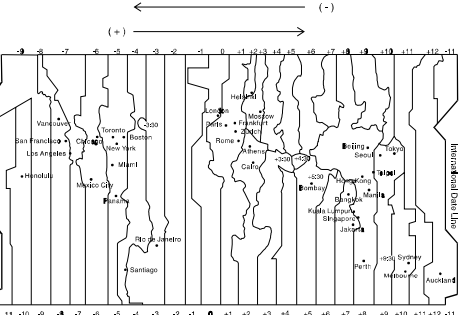 (-)
(+)
-9 -8 -7 -6 -5 -4 -3 -2 -1 0 +1 +2 +3 +4 +5 +6 +7 +8 +9 +10 +11 +12 -11
Helsinki
London
Moscow
-3:30
Vancouver
Paris
Frankfurt
Toronto
Zürich
San Francisco
Chicago
Boston
Rome
New York
Beijing
Tokyo
Los Angeles
Athens
Seoul
+3:30
+4:30
Miami
Cairo
Honolulu
Taipei
+5:30
Hong Kong
Mexico City
Bombay
Manila
Panama
Bangkok
Kuala Lumpur
Singapore
Jakarta
Rio de Janeiro
International Date Line
Santiago
Perth
+9:30
Sydney
Melbourne
Auckland
11 -10 -9 -8 -7 -6 -5 -4 -3 -2 -1 0 +1 +2 +3 +4 +5 +6 +7 +8 +9 +10 +11 +12 -11